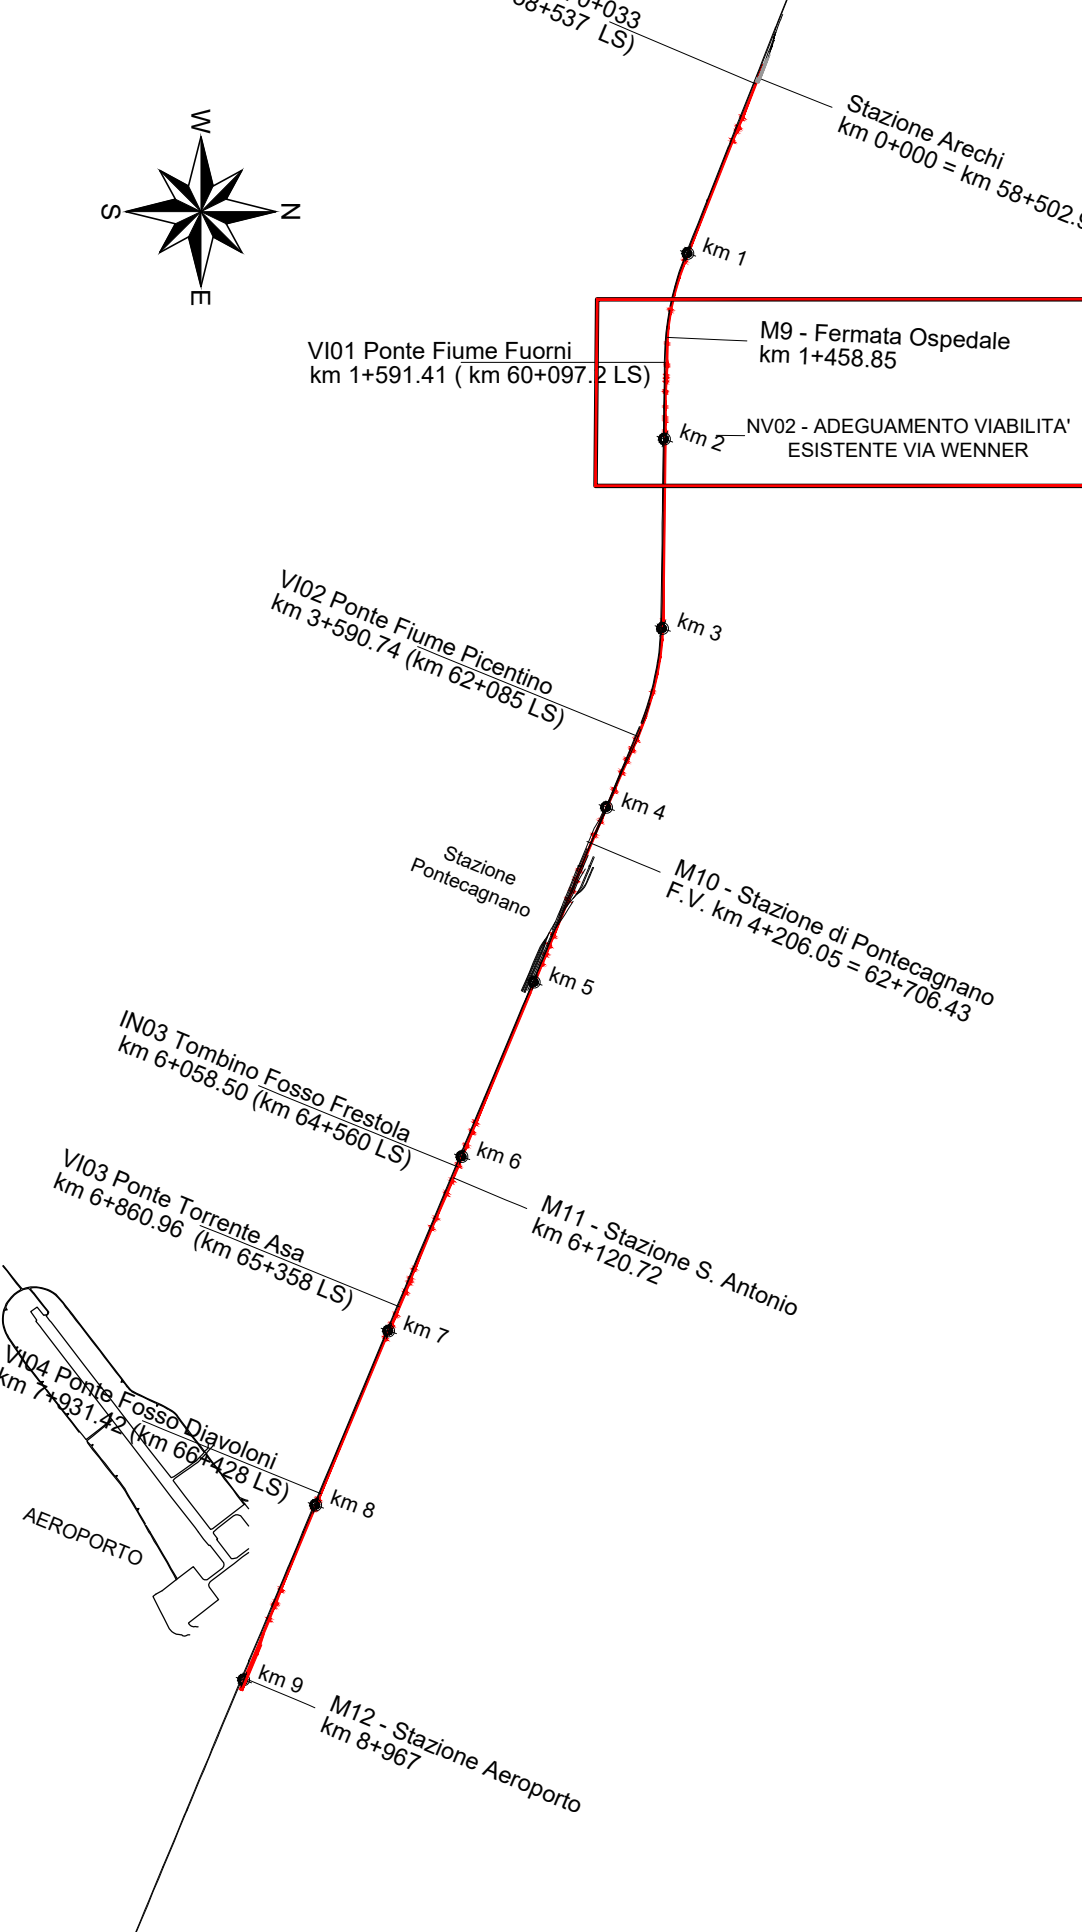 0+033
58+537 LS)
Stazione Arechi
km 0+000 = km 58+502.9
W
S
N
E
km 1
M9 - Fermata Ospedale
km 1+458.85
VI01 Ponte Fiume Fuorni
km 1+591.41 ( km 60+097.2 LS)
km 2
NV02 - ADEGUAMENTO VIABILITA'
ESISTENTE VIA WENNER
VI02 Ponte Fiume Picentino
km 3+590.74 (km 62+085 LS)
km 3
km 4
Stazione
Pontecagnano
M10 - Stazione di Pontecagnano
F.V. km 4+206.05 = 62+706.43
km 5
IN03 Tombino Fosso Frestola
km 6+058.50 (km 64+560 LS)
km 6
VI03 Ponte Torrente Asa
km 6+860.96 (km 65+358 LS)
M11 - Stazione S. Antonio
km 6+120.72
km 7
VI04 Ponte Fosso Diavoloni
km 7+931.42 (km 66+428 LS)
km 8
AEROPORTO
km 9
M12 - Stazione Aeroporto
km 8+967